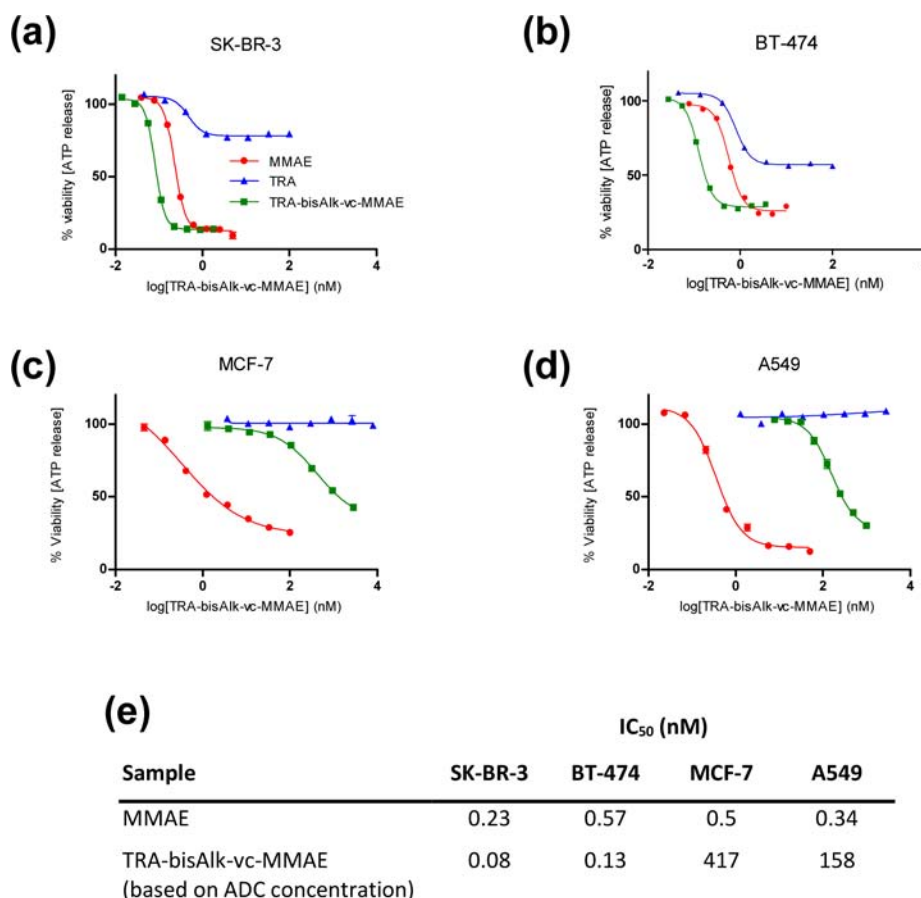 (a)
SK-BR-3
% viability [ATP release]
100
50
0
-2 0 2 4
log[TRA-bisAlk-vc-MMAE] (nM)
MMAE
TRA
TRA-bisAlk-vc-MMAE
(b)
BT-474
% viability [ATP release]
100
50
0
-2 0 2
log[TRA-bisAlk-vc-MMAE] (nM)
(c)
MCF-7
% Viability [ATP release]
100
50
0
-2 0 2 4
log[TRA-bisAlk-vc-MMAE] (nM)
(d)
A549
% Viability [ATP release]
100
50
0
-2 0 2 4
log[TRA-bisAlk-vc-MMAE] (nM)
(e)
IC50 (nM)
Sample SK-BR-3 BT-474 MCF-7 A549
MMAE 0.23 0.57 0.5 0.34
TRA-bisAlk-vc-MMAE 0.08 0.13 417 158
(based on ADC concentration)